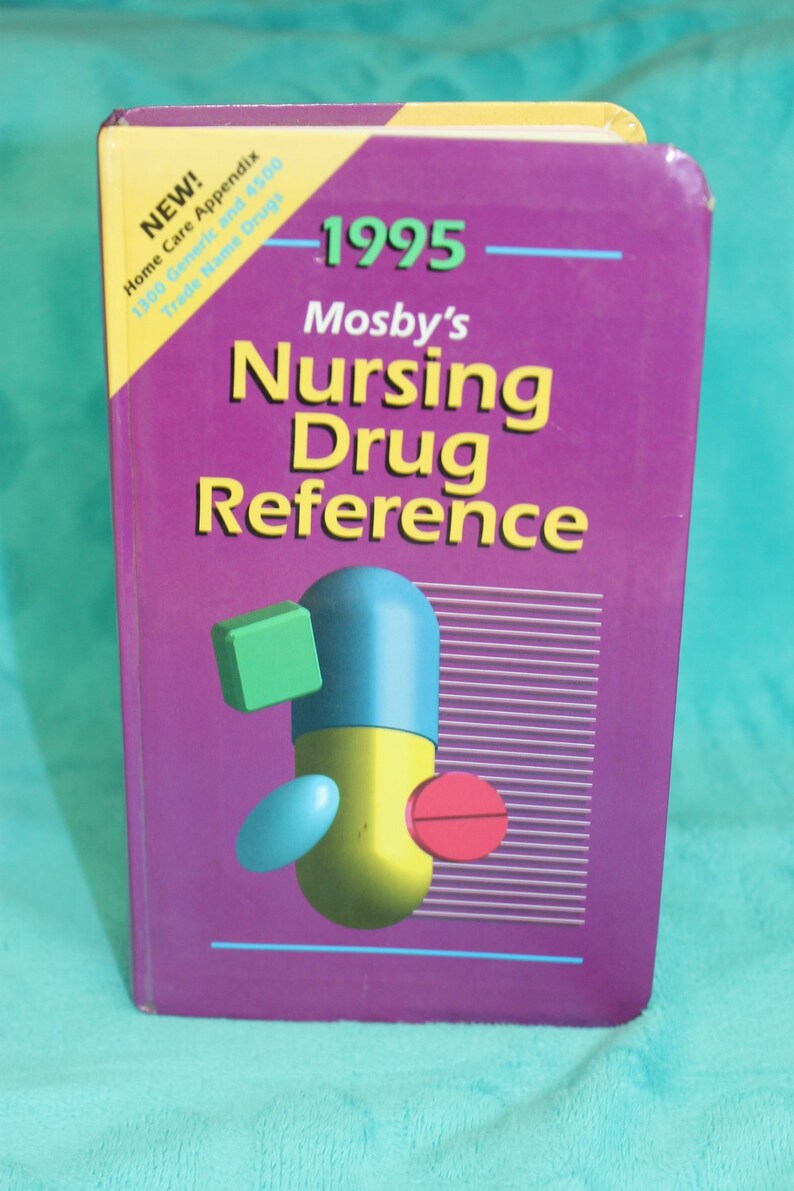 NEW!
Home Care Appendix
1300 Generic and 4500
Trade Name Drugs
1995
Mosby's
Nursing
Drug
Reference